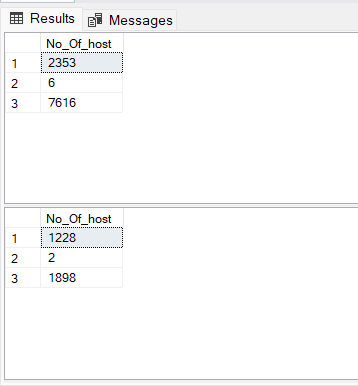 Results Messages
No_Of_host
1 2353
2 6
3 7616
No_Of_host
1 1228
2 2
3 1898